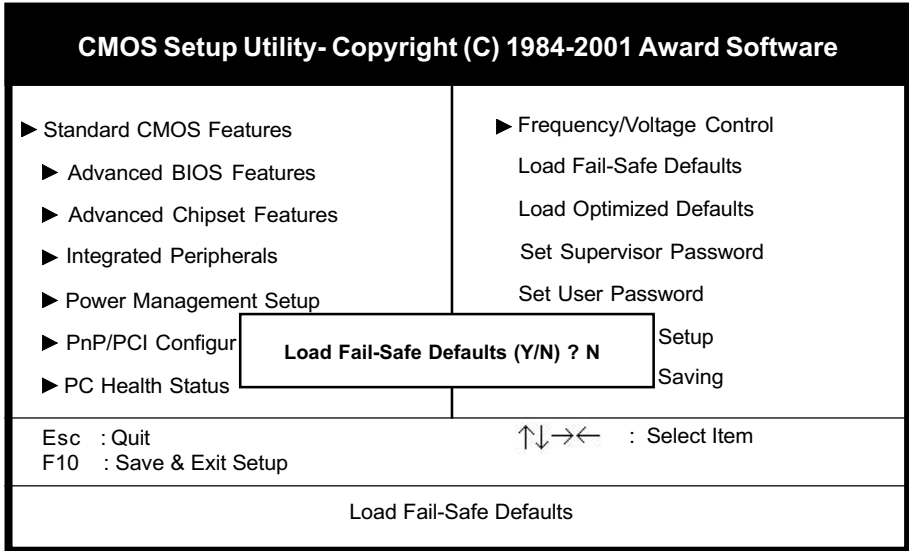 CMOS Setup Utility- Copyright (C) 1984-2001 Award Software
▶ Standard CMOS Features
▶ Advanced BIOS Features
▶ Advanced Chipset Features
▶ Integrated Peripherals
▶ Power Management Setup
▶ PnP/PCI Configur
▶ PC Health Status
▶ Frequency/Voltage Control
Load Fail-Safe Defaults
Load Optimized Defaults
Set Supervisor Password
Set User Password
Setup
Saving
Load Fail-Safe Defaults (Y/N) ? N
Esc : Quit
F10 : Save & Exit Setup
↑↓→← : Select Item
Load Fail-Safe Defaults